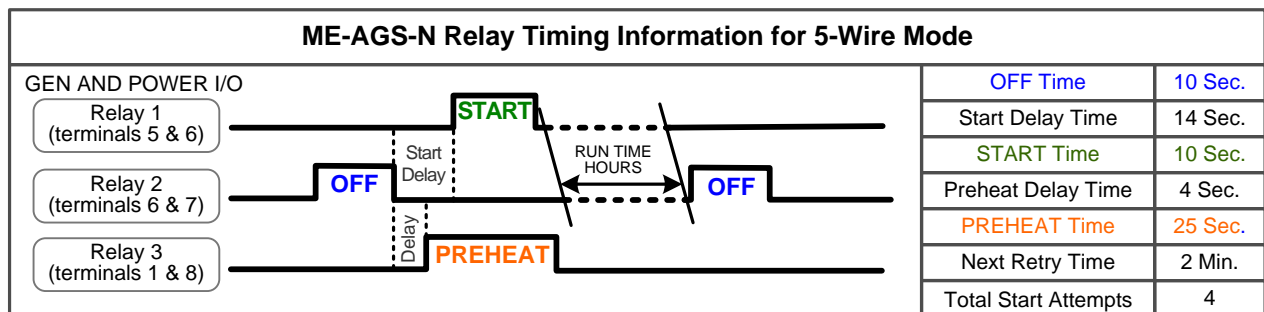 ME-AGS-N Relay Timing Information for 5-Wire Mode
GEN AND POWER I/O
Relay 1
(terminals 5 & 6)
START
Relay 2
(terminals 6 & 7)
OFF
Start
Delay
RUN TIME
HOURS
OFF
Relay 3
(terminals 1 & 8)
Delay
PREHEAT
OFF Time 10 Sec.
Start Delay Time 14 Sec.
START Time 10 Sec.
Preheat Delay Time 4 Sec.
PREHEAT Time 25 Sec.
Next Retry Time 2 Min.
Total Start Attempts 4